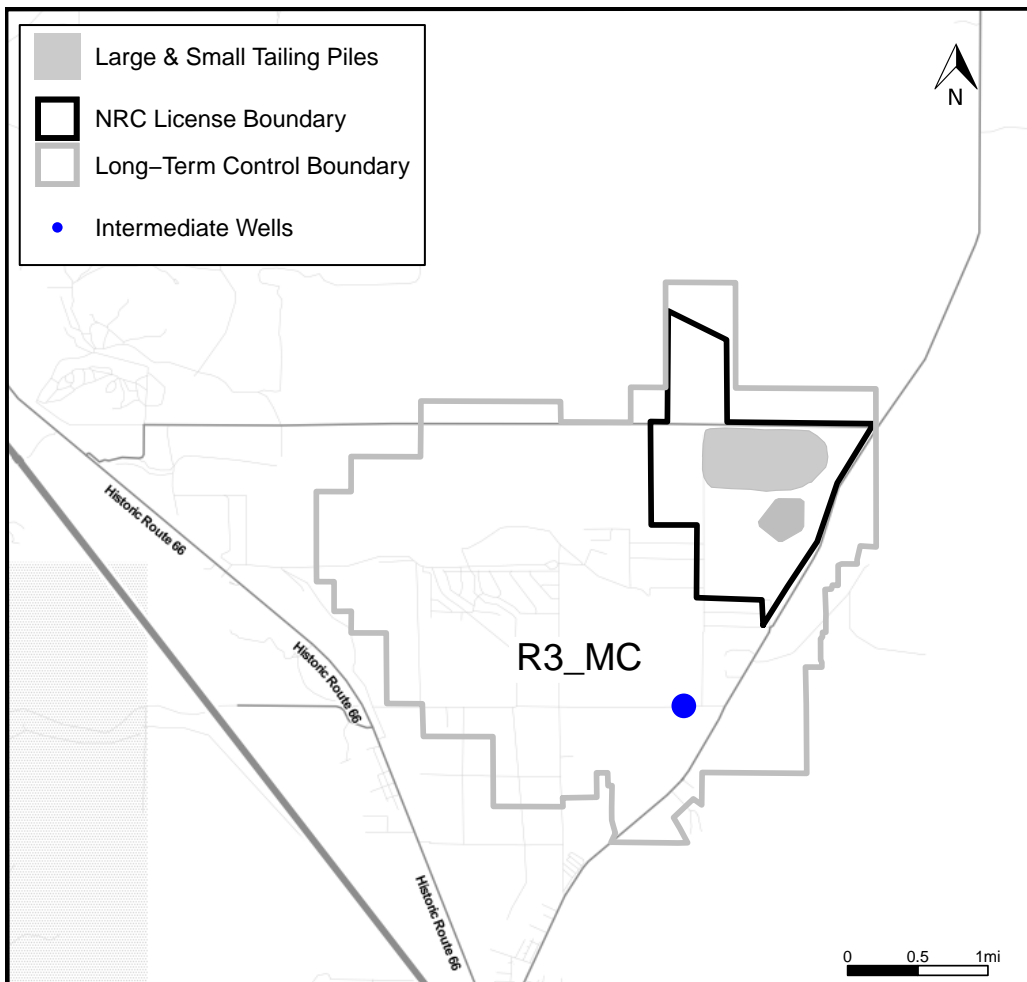 Large & Small Tailing Piles
NRC License Boundary
Long−Term Control Boundary
Intermediate Wells
N
Historic Route 66
Historic Route 66
R3_MC
Historic Route 66
0 0.5 1mi